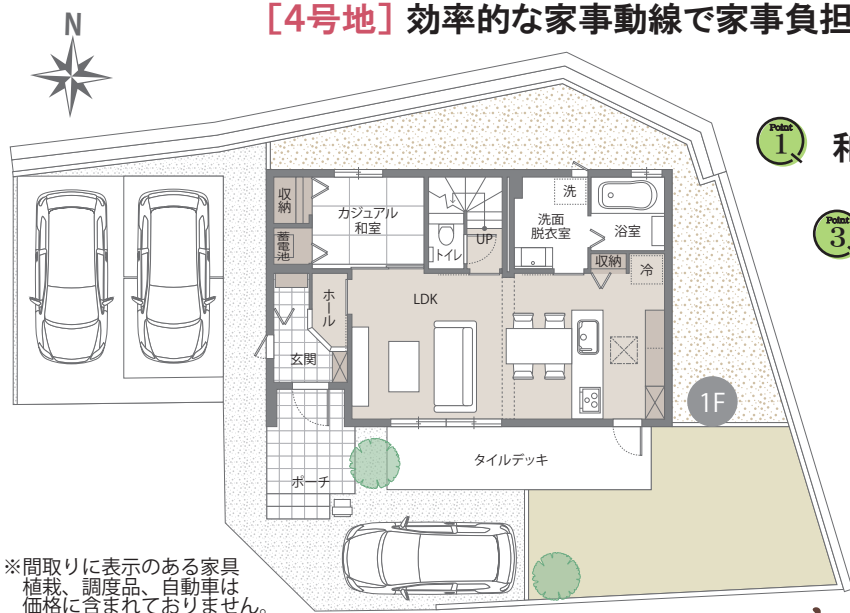 [4号地] 効率的な家事動線で家事負担
N
Point
1
和
Point
3
収納
カジュアル
和室
蓄電池
トイレ
UP
洗
洗面
脱衣室
浴室
収納
冷
LDK
ホール
玄関
1F
ポーチ
タイルデッキ
※間取りに表示のある家具
植栽、調度品、自動車は
価格に含まれておりません。